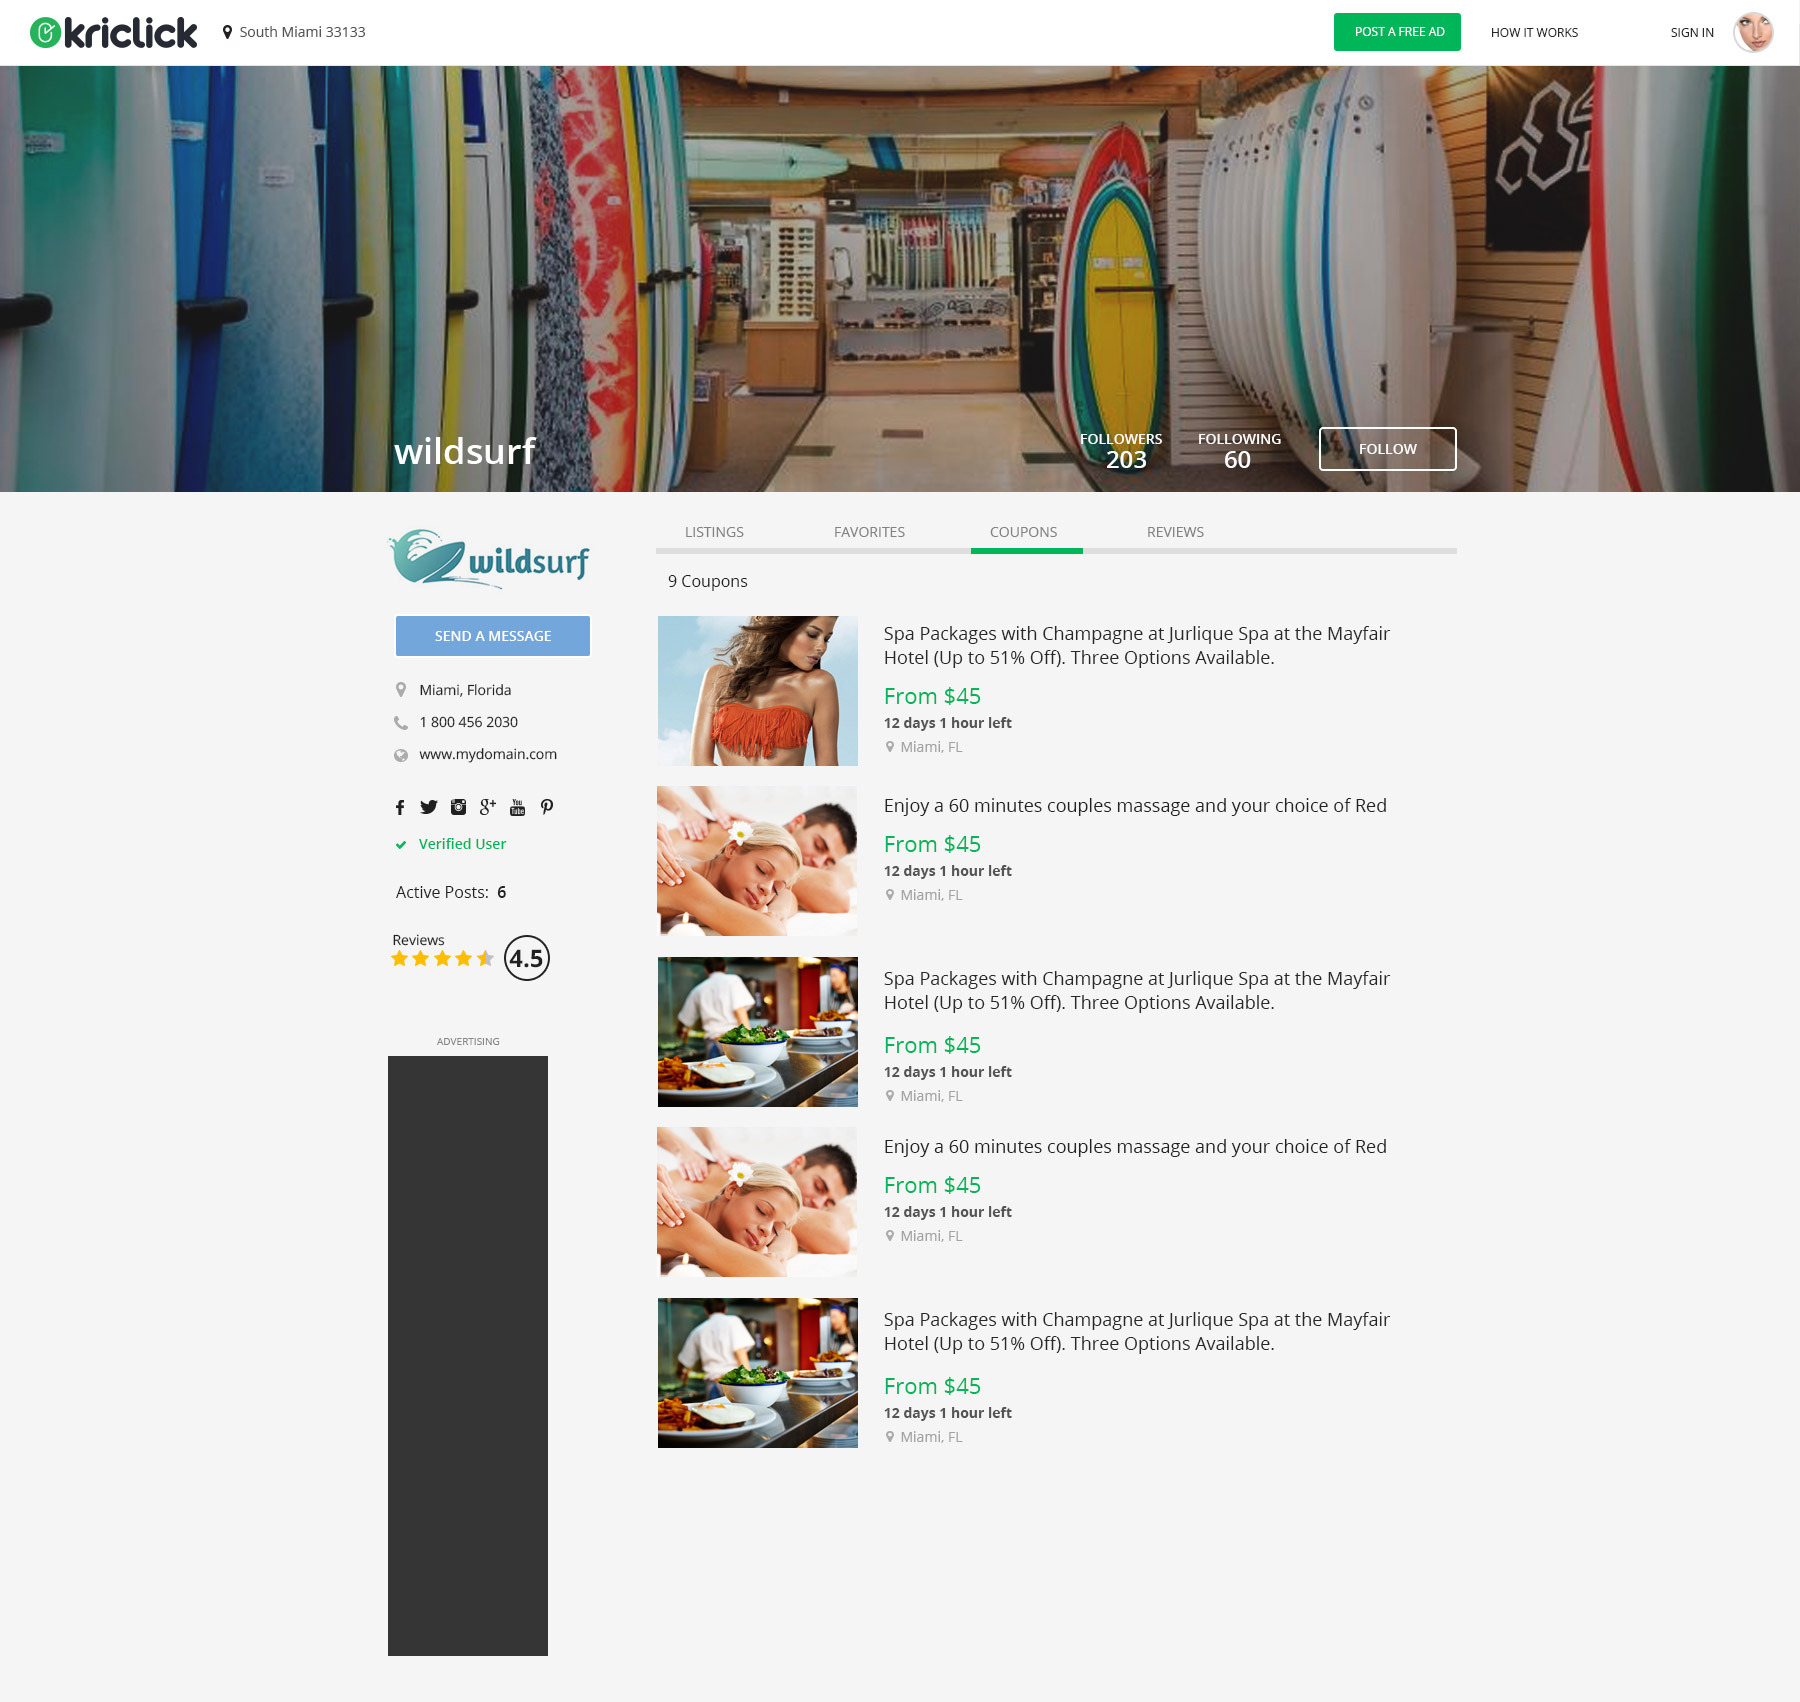 kriclick
South Miami 33133
POST A FREE AD
HOW IT WORKS
SIGN IN
wildsurf
FOLLOWERS
203
FOLLOWING
60
FOLLOW
wildsurf
SEND A MESSAGE
Miami, Florida
1 800 456 2030
www.mydomain.com
You
Tube
Verified User
Active Posts: 6
Reviews
4.5
ADVERTISING
LISTINGS
FAVORITES
COUPONS
REVIEWS
9 Coupons
Spa Packages with Champagne at Jurlique Spa at the Mayfair
Hotel (Up to 51% Off). Three Options Available.
From $45
12 days 1 hour left
Miami, FL
Enjoy a 60 minutes couples massage and your choice of Red
From $45
12 days 1 hour left
Miami, FL
Spa Packages with Champagne at Jurlique Spa at the Mayfair
Hotel (Up to 51% Off). Three Options Available.
From $45
12 days 1 hour left
Miami, FL
Enjoy a 60 minutes couples massage and your choice of Red
From $45
12 days 1 hour left
Miami, FL
Spa Packages with Champagne at Jurlique Spa at the Mayfair
Hotel (Up to 51% Off). Three Options Available.
From $45
12 days 1 hour left
Miami, FL